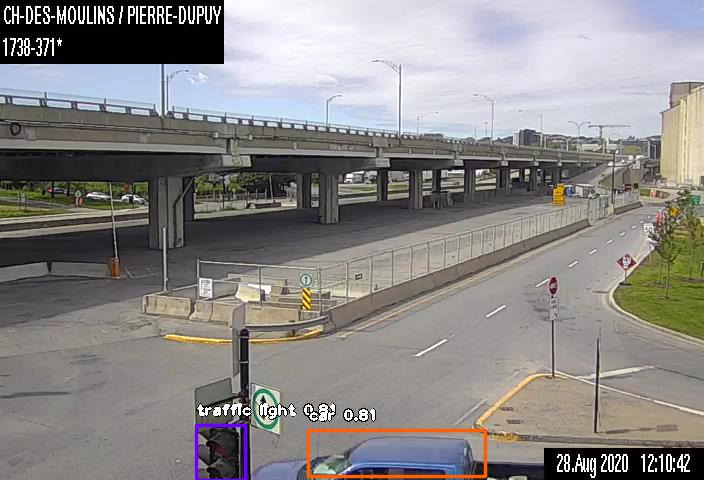 CH-DES-MOULINS / PIERRE-DUPUY
1738-371*
traffic light 0.81
car 0.81
28.Aug 2020 12:10:42